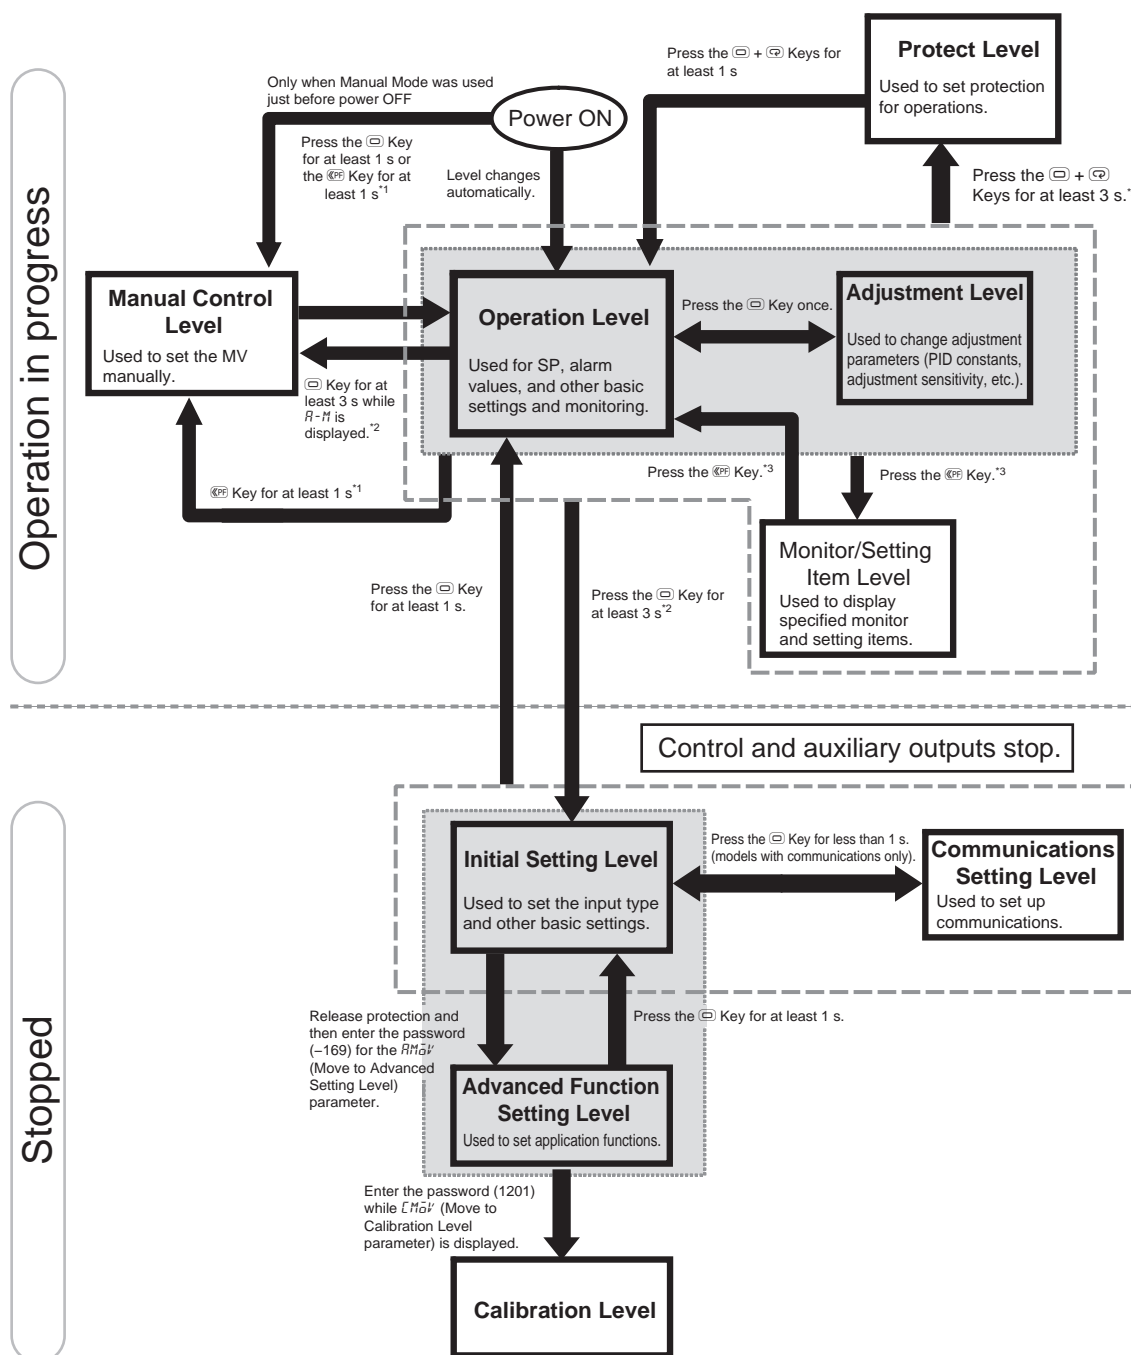 Operation in progress
Only when Manual Mode was used
just before power OFF
Power ON
Press the Key
for at least 1 s or
the PF Key for at
least 1 s*1
Level changes
automatically.
Press the + Keys for
at least 1 s
Protect Level
Used to set protection
for operations.
Press the +
Keys for at least 3 s.*
Manual Control
Level
Used to set the MV
manually.
Operation Level
Used for SP, alarm
values, and other basic
settings and monitoring.
Press the Key once.
Adjustment Level
Used to change adjustment
parameters (PID constants,
adjustment sensitivity, etc.).
Key for at
least 3 s while
A-M is
displayed.*2
PF Key for at least 1 s*1
Press the PF Key.*3
Press the PF Key.*3
Monitor/Setting
Item Level
Used to display
specified monitor
and setting items.
Press the Key
for at least 1 s.
Press the Key for
at least 3 s*2
Control and auxiliary outputs stop.
Stopped
Initial Setting Level
Used to set the input type
and other basic settings.
Press the Key for less than 1 s.
(models with communications only).
Communications
Setting Level
Used to set up
communications.
Release protection and
then enter the password
(–169) for the AMoV
(Move to Advanced
Setting Level)
parameter.
Press the Key for at least 1 s.
Advanced Function
Setting Level
Used to set application functions.
Enter the password (1201)
while CMoV (Move to
Calibration Level
parameter) is displayed.
Calibration Level